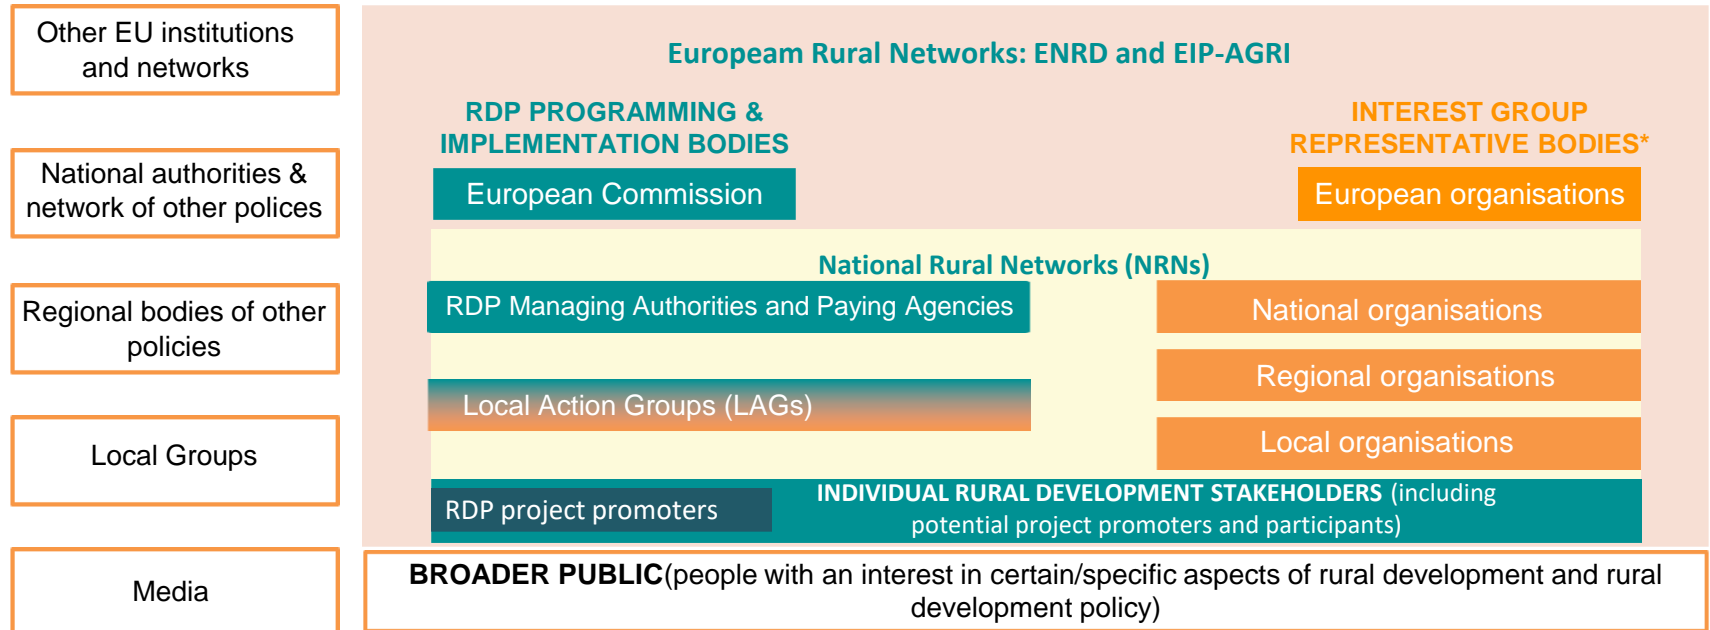 Other EU institutions
and networks
National authorities &
network of other polices
Regional bodies of other
policies
Local Groups
Media
Europeam Rural Networks: ENRD and EIP-AGRI
RDP PROGRAMMING &
IMPLEMENTATION BODIES
INTEREST GROUP
REPRESENTATIVE BODIES*
European Commission
European organisations
National Rural Networks (NRNs)
RDP Managing Authorities and Paying Agencies
National organisations
Regional organisations
Local Action Groups (LAGs)
Local organisations
RDP project promoters
INDIVIDUAL RURAL DEVELOPMENT STAKEHOLDERS (including
potential project promoters and participants)
BROADER PUBLIC(people with an interest in certain/specific aspects of rural development and rural
development policy)